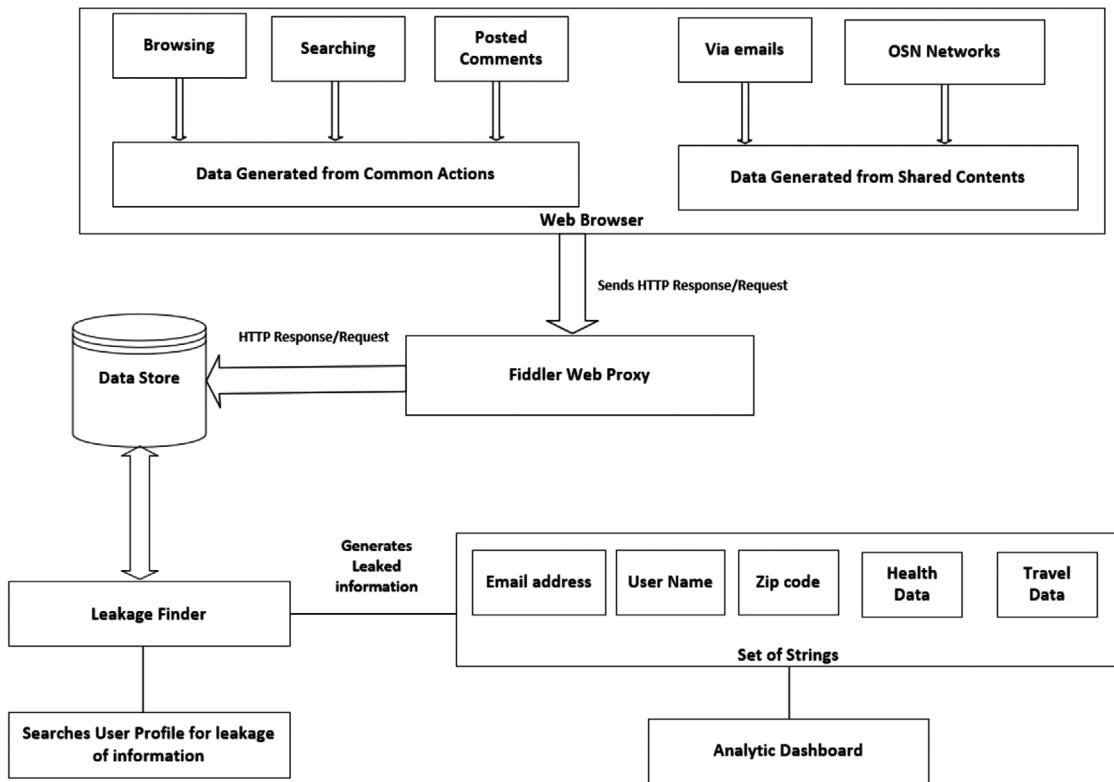 Browsing
Searching
Posted
Comments
Via emails
OSN Networks
Data Generated from Common Actions
Data Generated from Shared Contents
Web Browser
Sends HTTP Response/Request
HTTP Response/Request
Data Store
Fiddler Web Proxy
Generates
Leaked
information
Email address
User Name
Zip code
Health
Data
Travel
Data
Leakage Finder
Set of Strings
Searches User Profile for leakage
of information
Analytic Dashboard